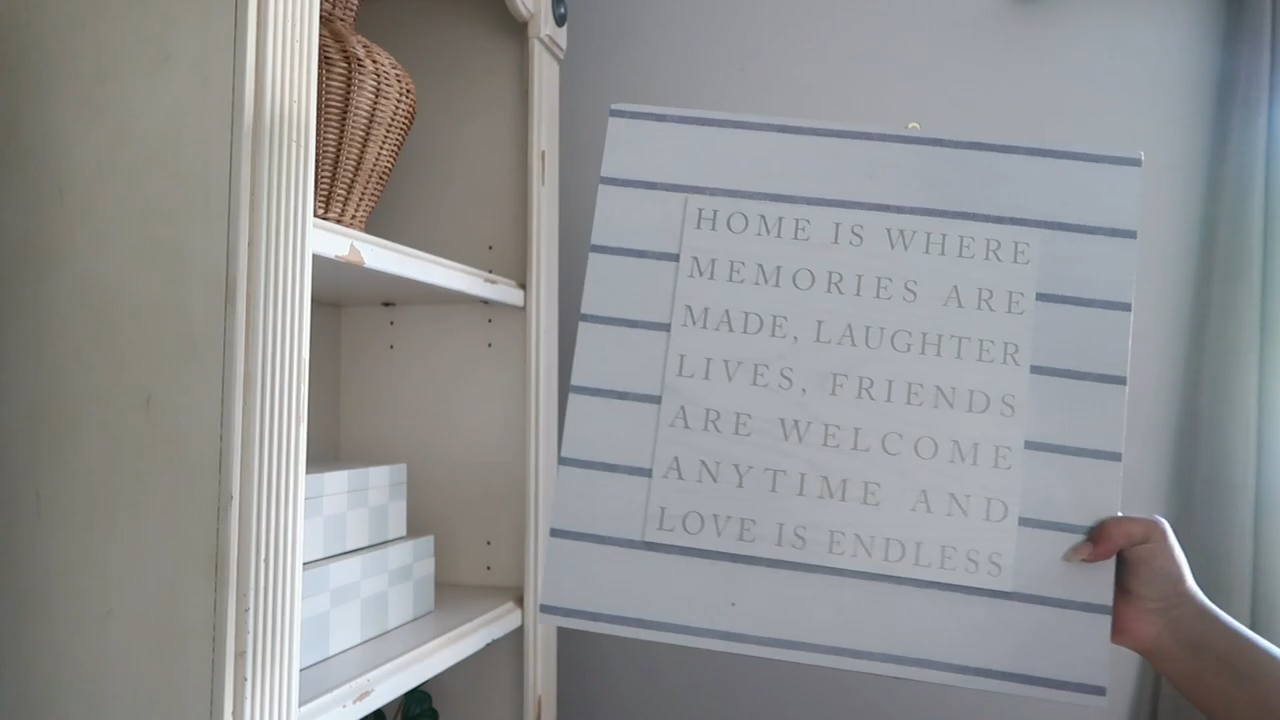 HOME IS WHERE
MEMORIES ARE
MADE, LAUGHTER
LIVES, FRIENDS
ARE WELCOME
ANYTIME AND
LOVE IS ENDLESS